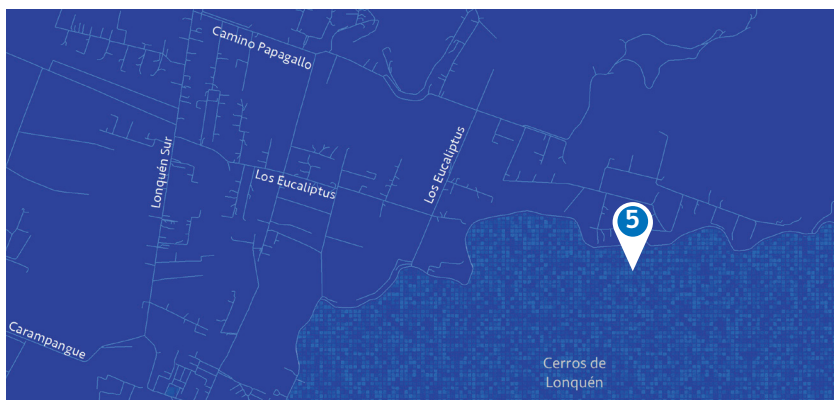 Camino Papagallo
Lonquén Sur
Los Eucaliptus
Los Eucaliptus
5
Carampangue
Cerros de
Lonquén